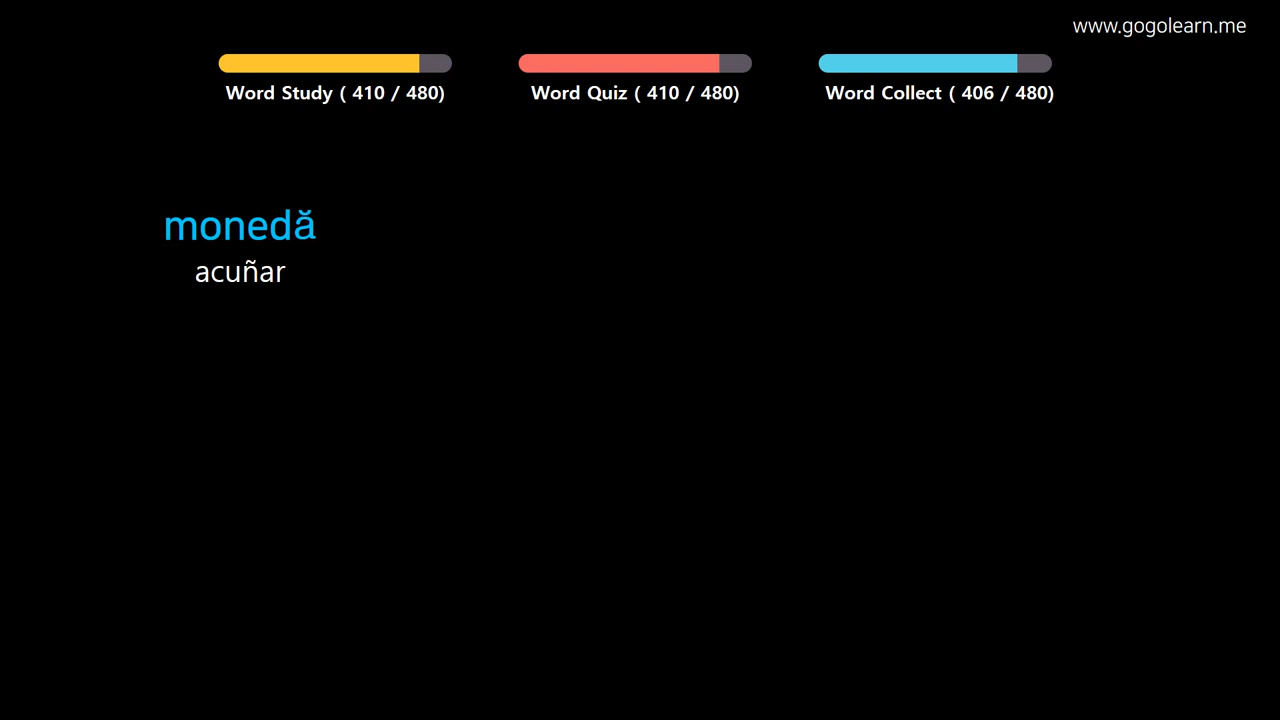 www.gogolearn.me
Word Study ( 410 / 480)
Word Quiz ( 410 / 480)
Word Collect ( 406 / 480)
monedă
acuñar